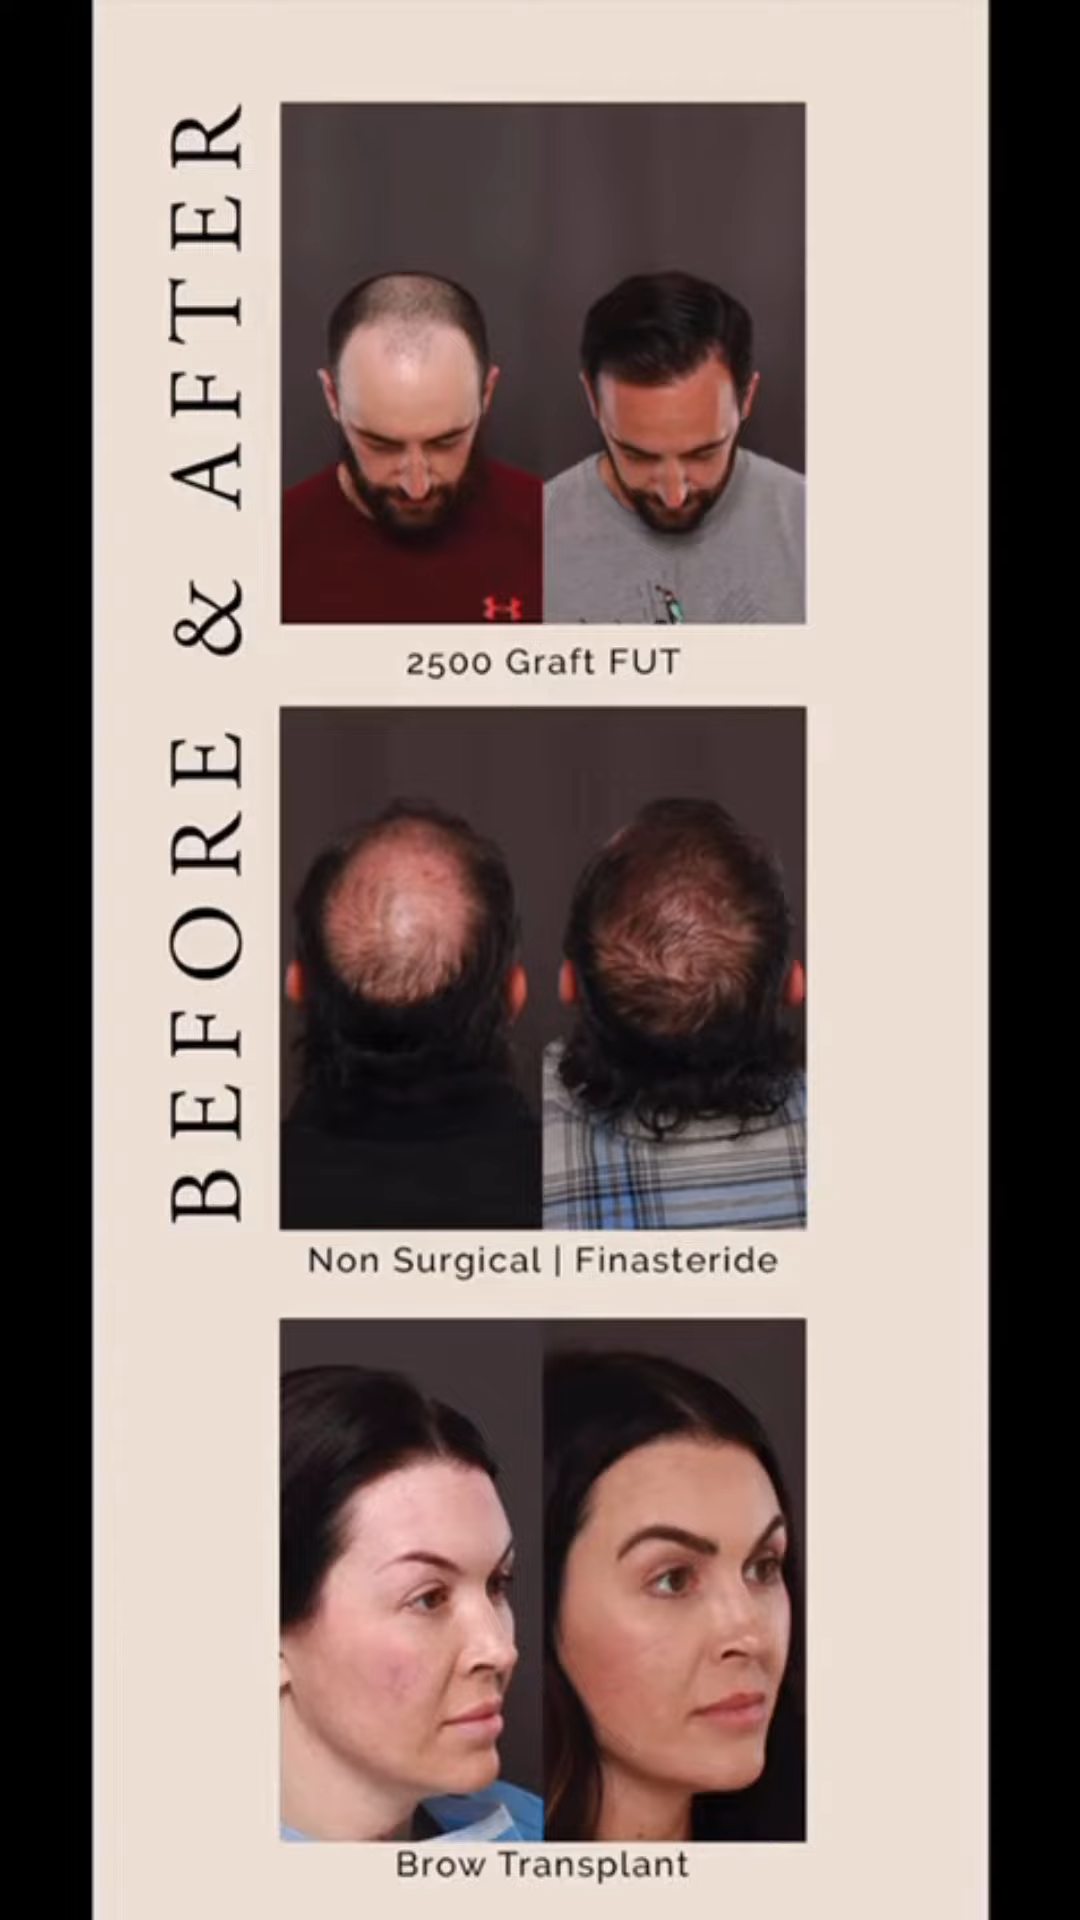 BEFORE & AFTER
2500 Graft FUT
Non Surgical | Finasteride
Brow Transplant